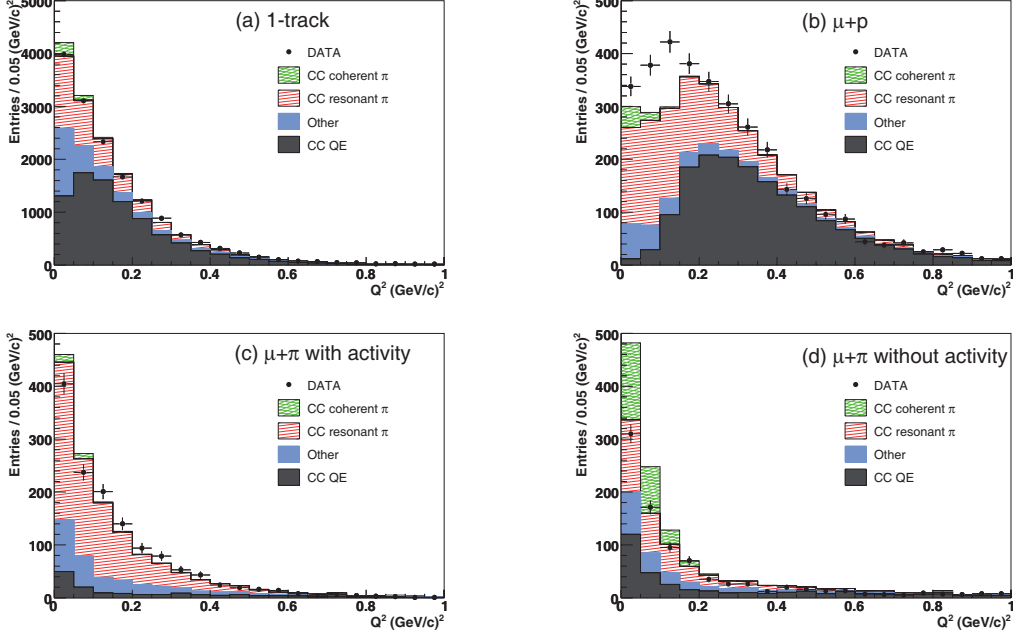 (a) 1-track
Entries / 0.05 (GeV/c)²
5000
4000
3000
2000
1000
0
DATA
CC coherent π
CC resonant π
Other
CC QE
0 0.2 0.4 0.6 0.8 1
Q² (GeV/c)²
(b) μ+p
Entries / 0.05 (GeV/c)²
500
400
300
200
100
0
DATA
CC coherent π
CC resonant π
Other
CC QE
0 0.2 0.4 0.6 0.8 1
Q² (GeV/c)²
(c) μ+π with activity
Entries / 0.05 (GeV/c)²
500
400
300
200
100
0
DATA
CC coherent π
CC resonant π
Other
CC QE
0 0.2 0.4 0.6 0.8 1
Q² (GeV/c)²
(d) μ+π without activity
Entries / 0.05 (GeV/c)²
500
400
300
200
100
0
DATA
CC coherent π
CC resonant π
Other
CC QE
0 0.2 0.4 0.6 0.8 1
Q² (GeV/c)²